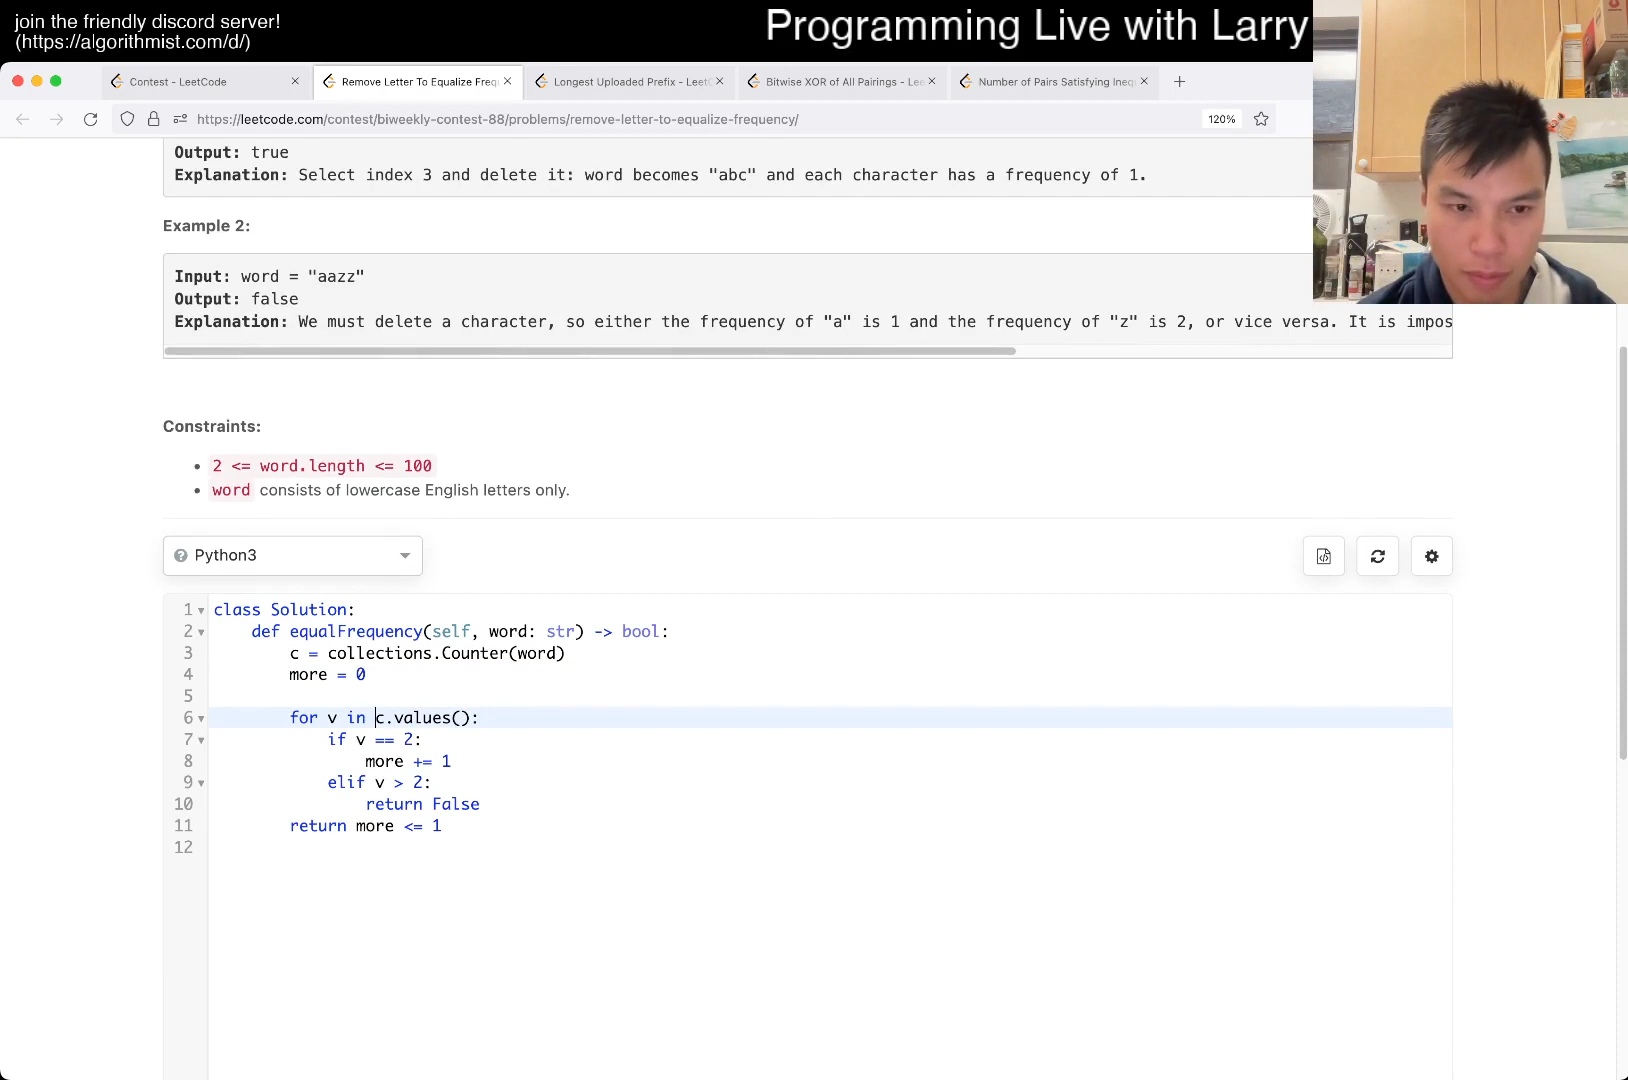 join the friendly discord server!
(https://algorithmist.com/d/)
Programming Live with Larry
Contest - LeetCode
Remove Letter To Equalize Freq
Longest Uploaded Prefix - LeetC
Bitwise XOR of All Pairings - Lee
Number of Pairs Satisfying Ineq
https://leetcode.com/contest/biweekly-contest-88/problems/remove-letter-to-equalize-frequency/
120%
Output: true
Explanation: Select index 3 and delete it: word becomes "abc" and each character has a frequency of 1.
Example 2:
Input: word = "aazz"
Output: false
Explanation: We must delete a character, so either the frequency of "a" is 1 and the frequency of "z" is 2, or vice versa. It is impos
Constraints:
2 <= word.length <= 100
word consists of lowercase English letters only.
Python3
1 class Solution:
2 def equalFrequency(self, word: str) -> bool:
3 c = collections.Counter(word)
4 more = 0
5
6 for v in c.values():
7 if v == 2:
8 more += 1
9 elif v > 2:
10 return False
11 return more <= 1
12